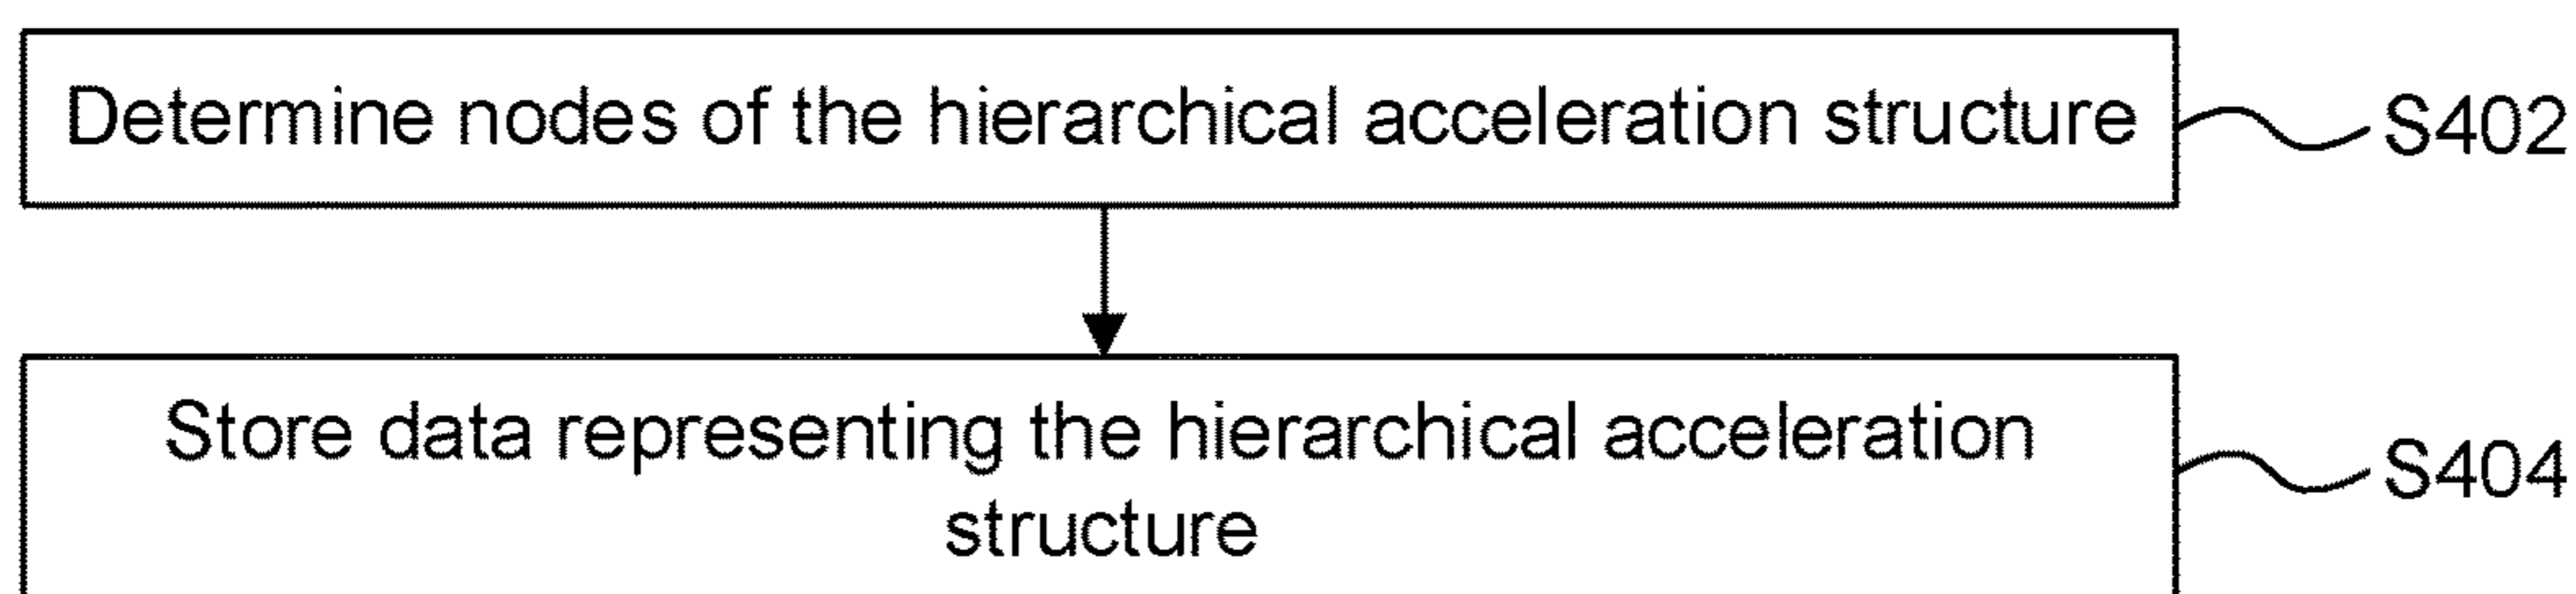 Determine nodes of the hierarchical acceleration structure
S402
Store data representing the hierarchical acceleration
structure
S404